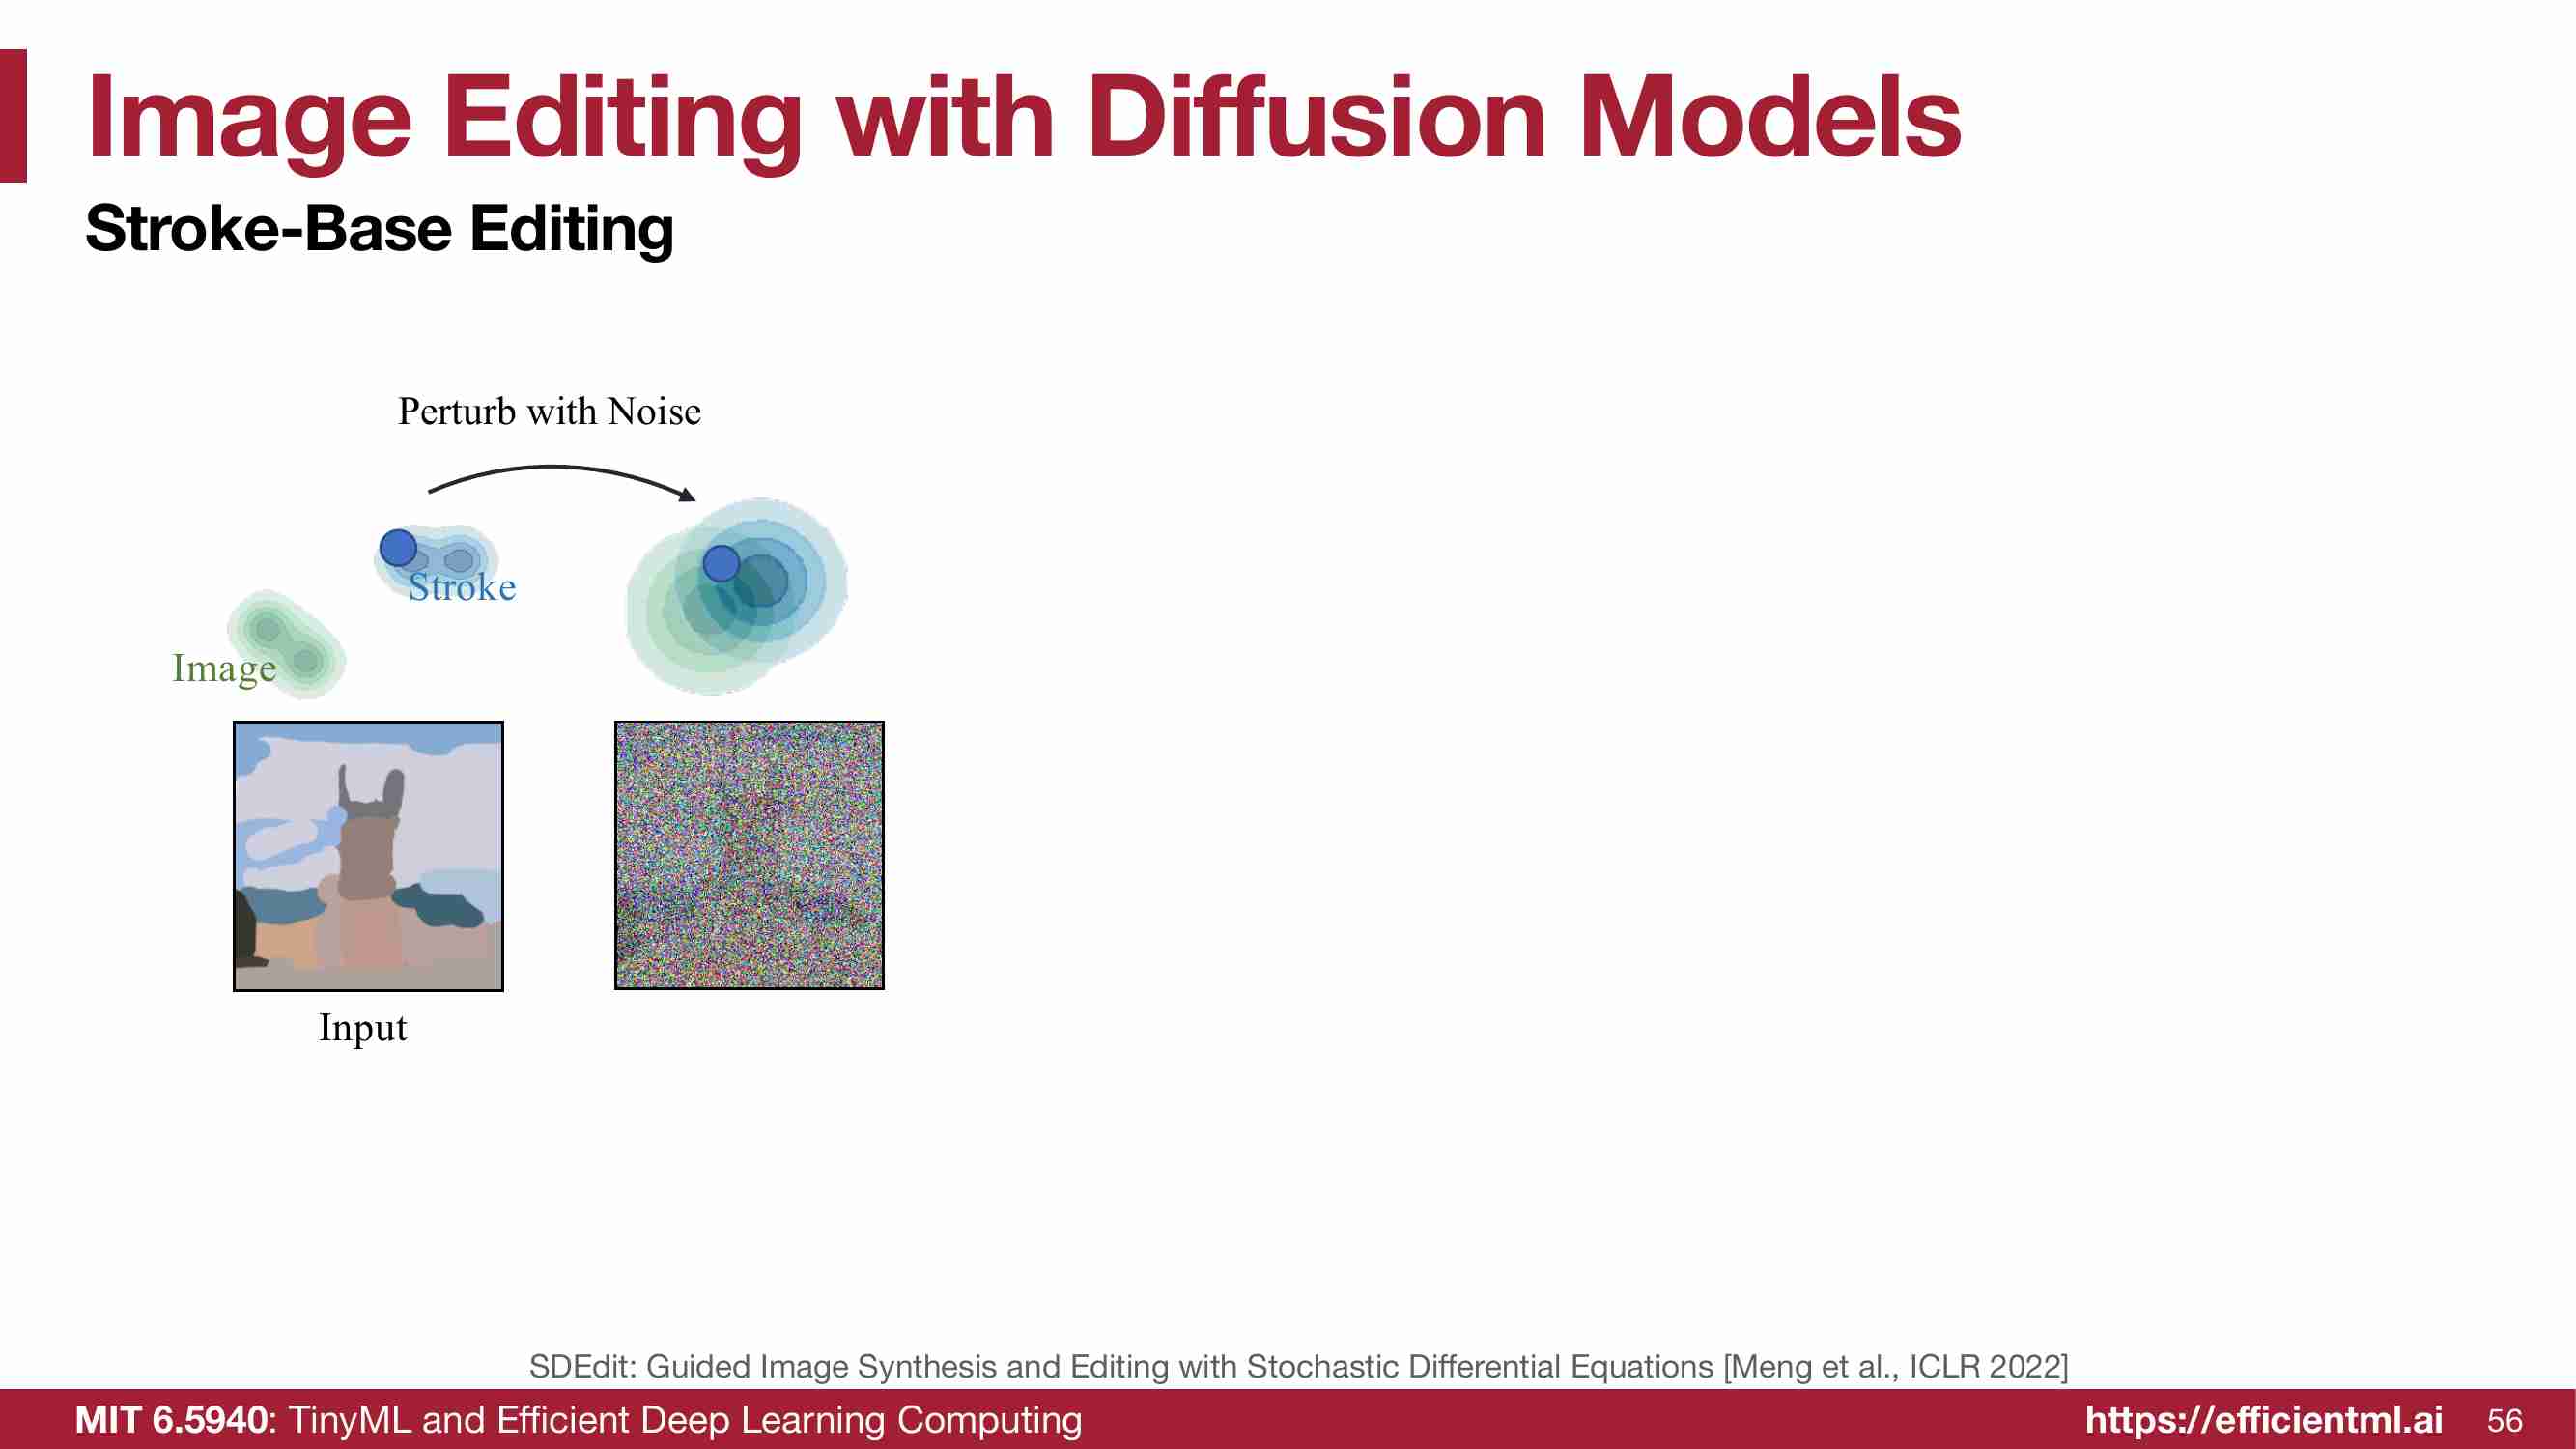 Image Editing with Diffusion Models
Stroke-Base Editing
Perturb with Noise
Stroke
Image
Input
SDEdit: Guided Image Synthesis and Editing with Stochastic Differential Equations [Meng et al., ICLR 2022]
MIT 6.5940: TinyML and Efficient Deep Learning Computing
https://efficientml.ai
56